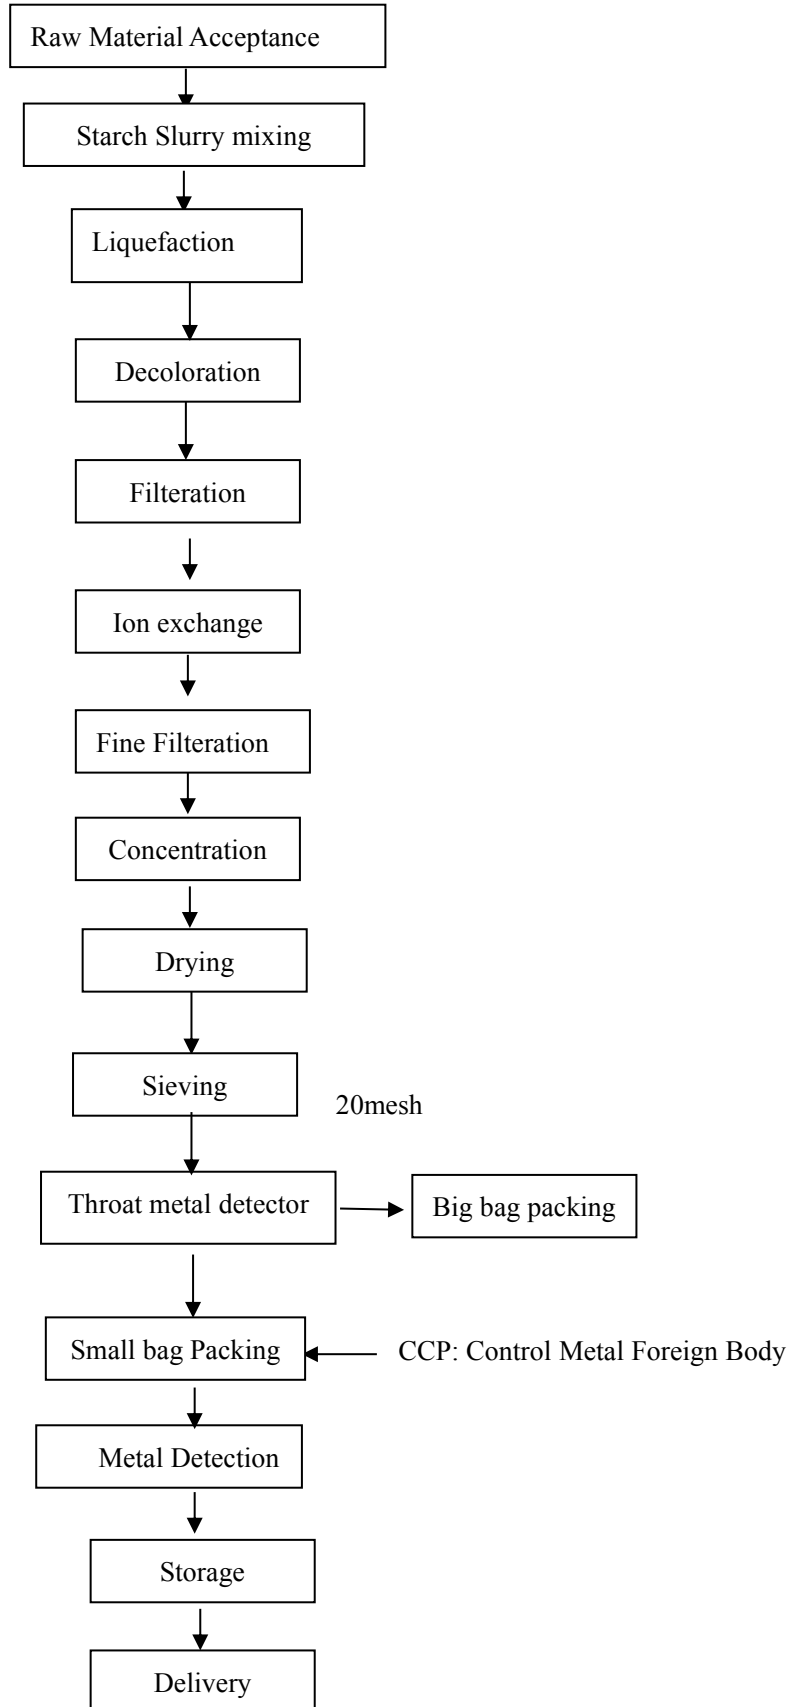 Raw Material Acceptance
Starch Slurry mixing
Liquefaction
Decoloration
Filteration
Ion exchange
Fine Filteration
Concentration
Drying
Sieving
20mesh
Throat metal detector
Big bag packing
Small bag Packing
CCP: Control Metal Foreign Body
Metal Detection
Storage
Delivery